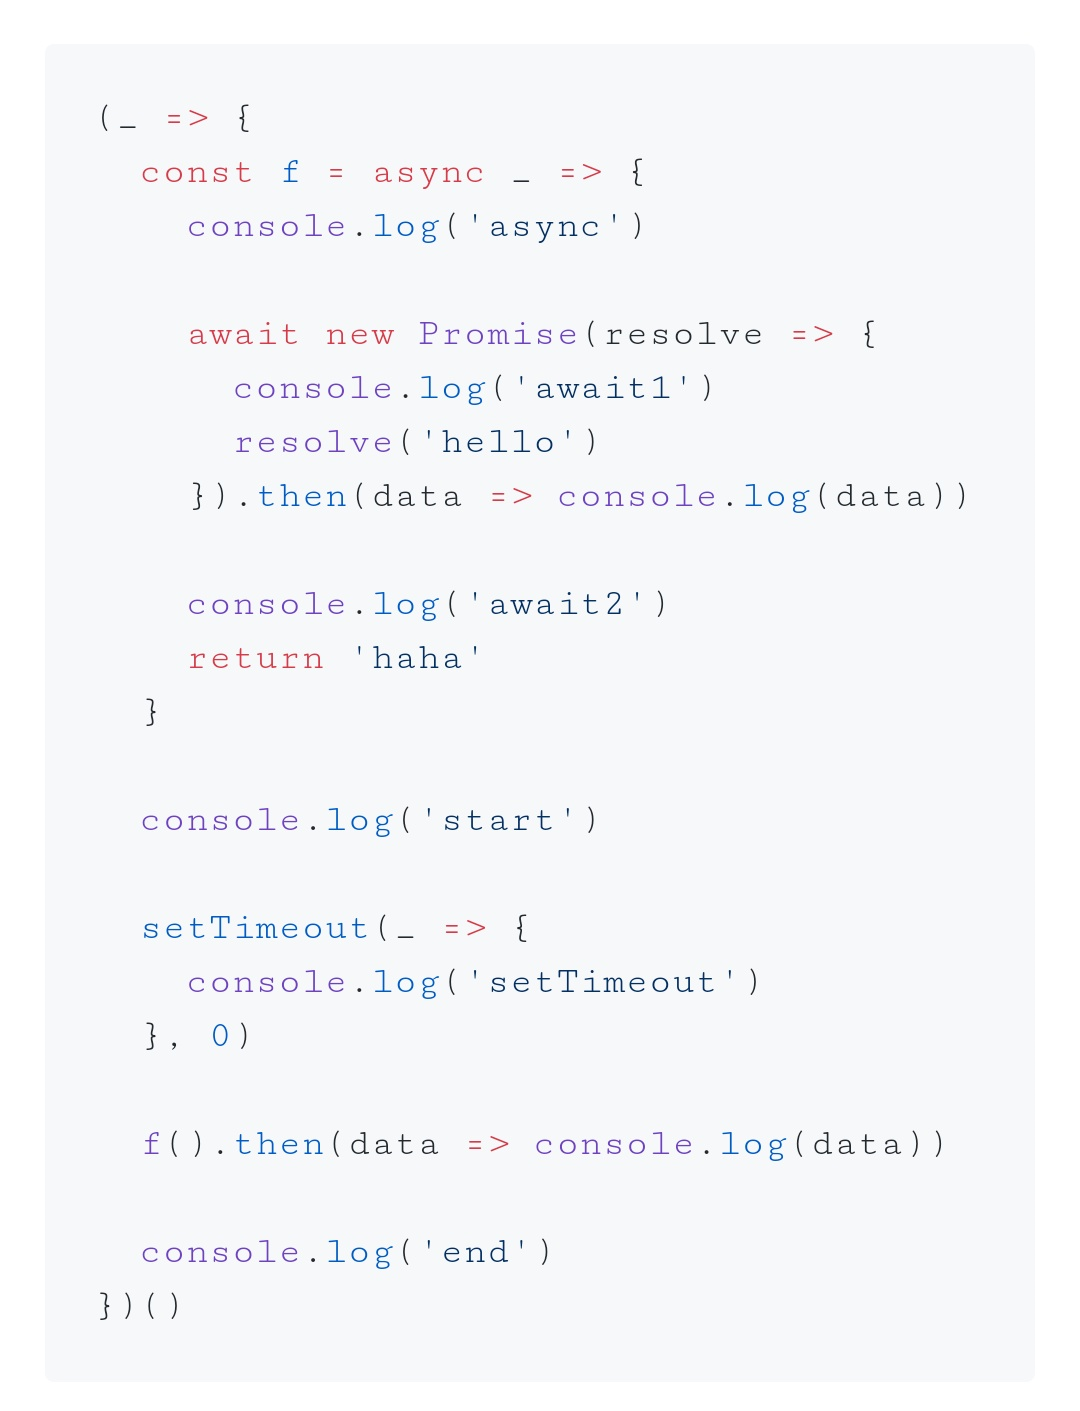 (_ => {
  const f = async _ => {
    console.log('async')

    await new Promise(resolve => {
      console.log('await1')
      resolve('hello')
    }).then(data => console.log(data))

    console.log('await2')
    return 'haha'
  }

  console.log('start')

  setTimeout(_ => {
    console.log('setTimeout')
  }, 0)

  f().then(data => console.log(data))

  console.log('end')
})()